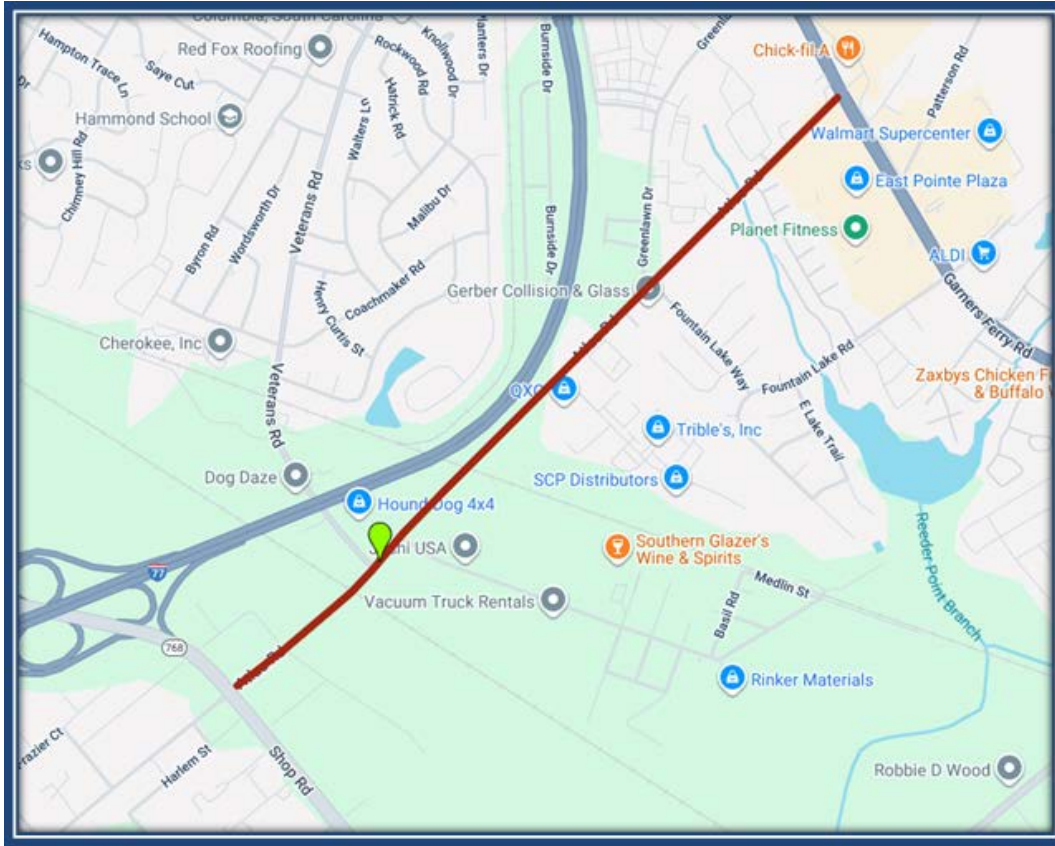 Columbia, South Carolina
Red Fox Roofing
Hampton Trace Ln
Saye Cut
Rockwood Rd
Knollwood Dr
Burnside Dr
Chick-fil-A
Patterson Rd
Hatrick Rd
Hammond School
Walters Ln
Walmart Supercenter
Chimney Hill Rd
Veterans Rd
East Pointe Plaza
Malibu Dr
Byron Rd
Wordsworth Dr
Burnside Dr
Greenlawn Dr
Planet Fitness
ALDI
Coachmaker Rd
Henry Curtis St
Gerber Collision & Glass
Garners Ferry Rd
Cherokee, Inc
Fountain Lake Way
Fountain Lake Rd
Veterans Rd
Zaxbys Chicken
& Buffalo
E Lake Trail
Trible's, Inc
Dog Daze
SCP Distributors
Hound Dog 4x4
Reeder Point Branch
USA
Southern Glazer's
Wine & Spirits
77
Medlin St
Vacuum Truck Rentals
Basil Rd
768
Rinker Materials
Frazier Ct
Harlem St
Shop Rd
Robbie D Wood